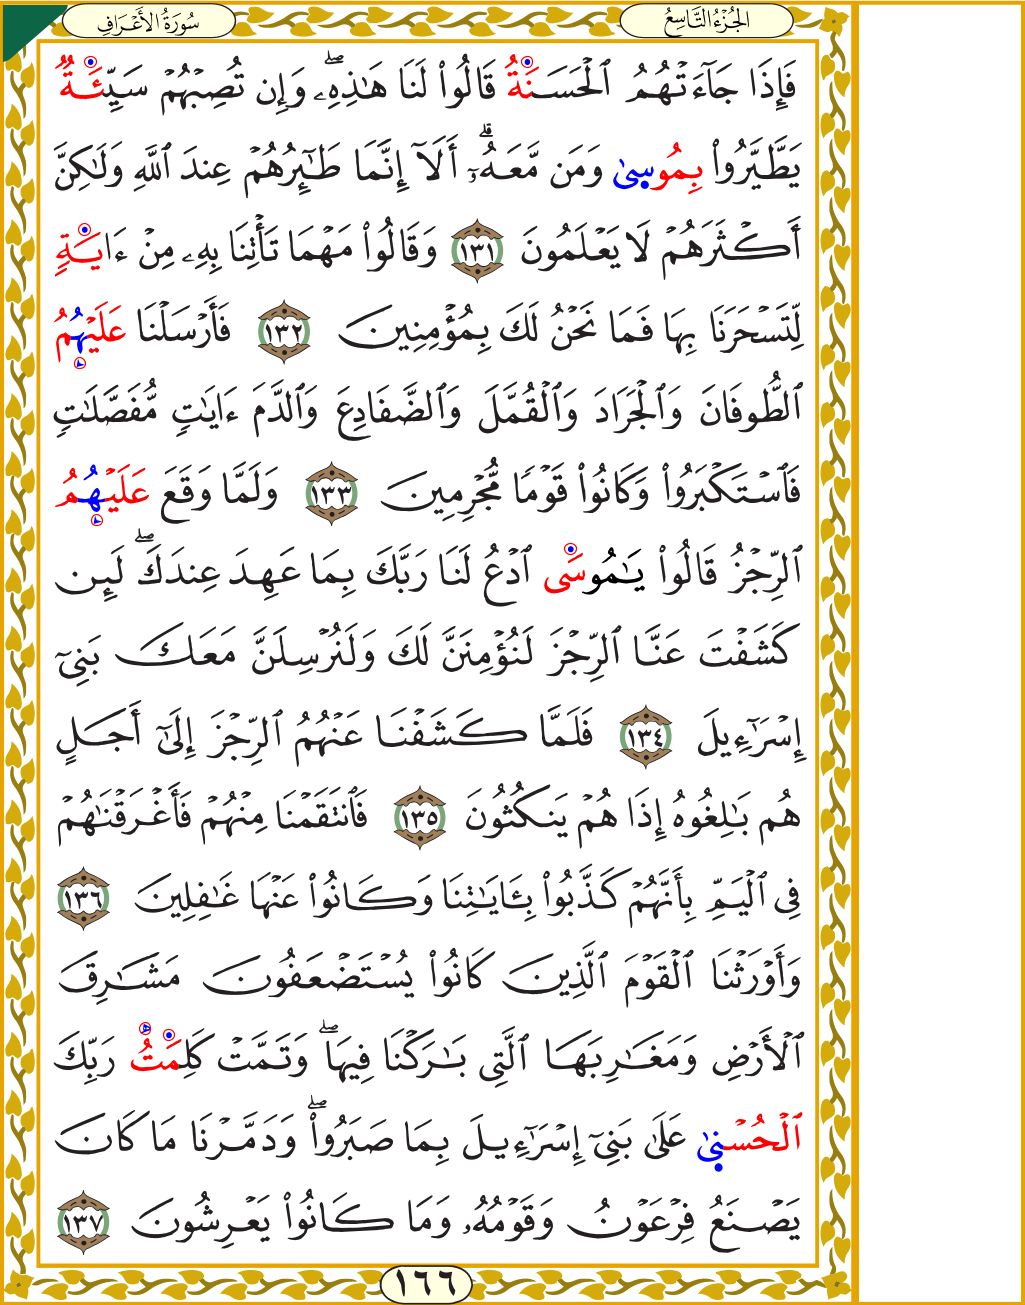 الجُزْءُ التَّاسِعُ
سُورَةُ الأَعْرَافِ
فَإِذَا جَآءَتْهُمُ ٱلْحَسَنَةُ قَالُوا۟ لَنَا هَـٰذِهِۦۖ وَإِن تُصِبْهُمْ سَيِّئَةٌ
يَطَّيَّرُوا۟ بِمُوسىٰ وَمَن مَّعَهُۥٓۗ أَلَآ إِنَّمَا طَـٰٓئِرُهُمْ عِندَ ٱللَّهِ وَلَـٰكِنَّ
أَكْثَرَهُمْ لَا يَعْلَمُونَ ١٣١ وَقَالُوا۟ مَهْمَا تَأْتِنَا بِهِۦ مِنْ ءَايَةٍ
لِّتَسْحَرَنَا بِهَا فَمَا نَحْنُ لَكَ بِمُؤْمِنِينَ ١٣٢ فَأَرْسَلْنَا عَلَيْهُمُ
ٱلطُّوفَانَ وَٱلْجَرَادَ وَٱلْقُمَّلَ وَٱلضَّفَادِعَ وَٱلدَّمَ ءَايَـٰتٍ مُّفَصَّلَـٰتٍ
فَٱسْتَكْبَرُوا۟ وَكَانُوا۟ قَوْمًا مُّجْرِمِينَ ١٣٣ وَلَمَّا وَقَعَ عَلَيْهُمُ
ٱلرِّجْزُ قَالُوا۟ يَـٰمُوسَى ٱدْعُ لَنَا رَبَّكَ بِمَا عَهِدَ عِندَكَۖ لَئِن
كَشَفْتَ عَنَّا ٱلرِّجْزَ لَنُؤْمِنَنَّ لَكَ وَلَنُرْسِلَنَّ مَعَكَ بَنِىٓ
إِسْرَٰٓءِيلَ ١٣٤ فَلَمَّا كَشَفْنَا عَنْهُمُ ٱلرِّجْزَ إِلَىٰٓ أَجَلٍ
هُم بَـٰلِغُوهُ إِذَا هُمْ يَنكُثُونَ ١٣٥ فَٱنتَقَمْنَا مِنْهُمْ فَأَغْرَقْنَـٰهُمْ
فِى ٱلْيَمِّ بِأَنَّهُمْ كَذَّبُوا۟ بِـَٔايَـٰتِنَا وَكَانُوا۟ عَنْهَا غَـٰفِلِينَ ١٣٦
وَأَوْرَثْنَا ٱلْقَوْمَ ٱلَّذِينَ كَانُوا۟ يُسْتَضْعَفُونَ مَشَـٰرِقَ
ٱلْأَرْضِ وَمَغَـٰرِبَهَا ٱلَّتِى بَـٰرَكْنَا فِيهَاۖ وَتَمَّتْ كَلِمَتُ رَبِّكَ
ٱلْحُسْنىٰ عَلَىٰ بَنِىٓ إِسْرَٰٓءِيلَ بِمَا صَبَرُوا۟ۖ وَدَمَّرْنَا مَا كَانَ
يَصْنَعُ فِرْعَوْنُ وَقَوْمُهُۥ وَمَا كَانُوا۟ يَعْرِشُونَ ١٣٧
١٦٦